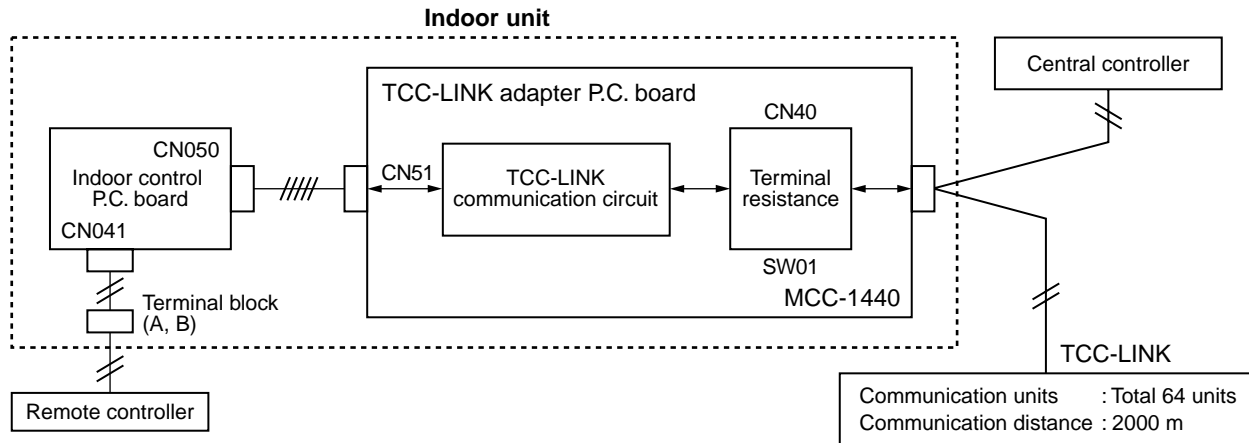 Indoor unit
Central controller
TCC-LINK adapter P.C. board
CN40
CN050
Indoor control
P.C. board
CN041
CN51
TCC-LINK
communication circuit
Terminal
resistance
SW01
MCC-1440
Terminal block
(A, B)
TCC-LINK
Remote controller
Communication units : Total 64 units
Communication distance : 2000 m